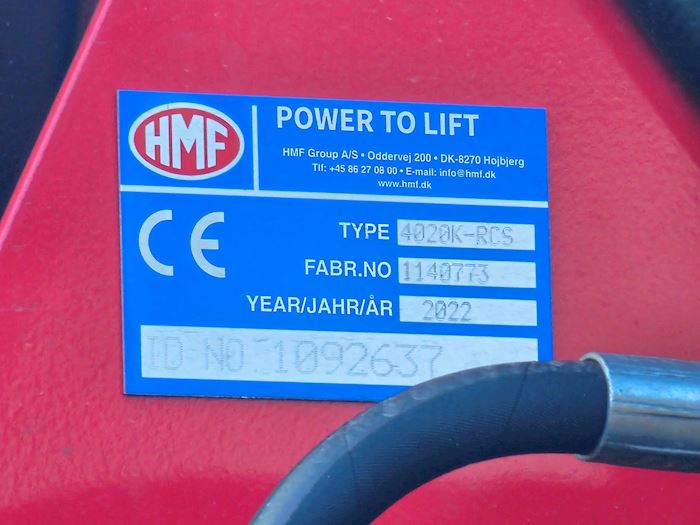 HMF
POWER TO LIFT
HMF Group A/S • Oddervej 200 • DK-8270 Højbjerg
Tlf: +45 86 27 08 00 • E-mail: info@hmf.dk
www.hmf.dk
CE
TYPE 4020K-RCS
FABR.NO 1140773
YEAR/JAHR/ÅR 2022
ID NO 1092637